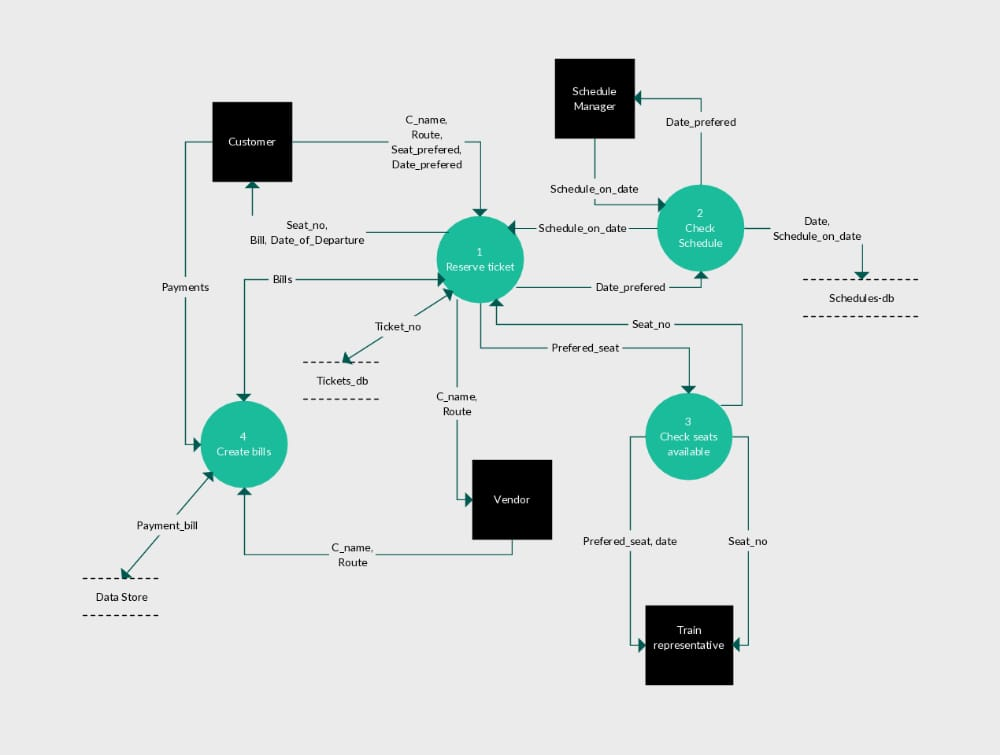 Schedule
Manager
Date_prefered
Customer
C_name,
Route,
Seat_prefered,
Date_prefered
Schedule_on_date
2
Check
Schedule
Date,
Schedule_on_date
Seat_no,
Bill, Date_of_Departure
Schedule_on_date
1
Reserve ticket
Payments
Bills
Date_prefered
Schedules-db
Ticket_no
Seat_no
Prefered_seat
Tickets_db
C_name,
Route
3
Check seats
available
4
Create bills
Vendor
Payment_bill
C_name,
Route
Prefered_seat, date
Seat_no
Data Store
Train
representative